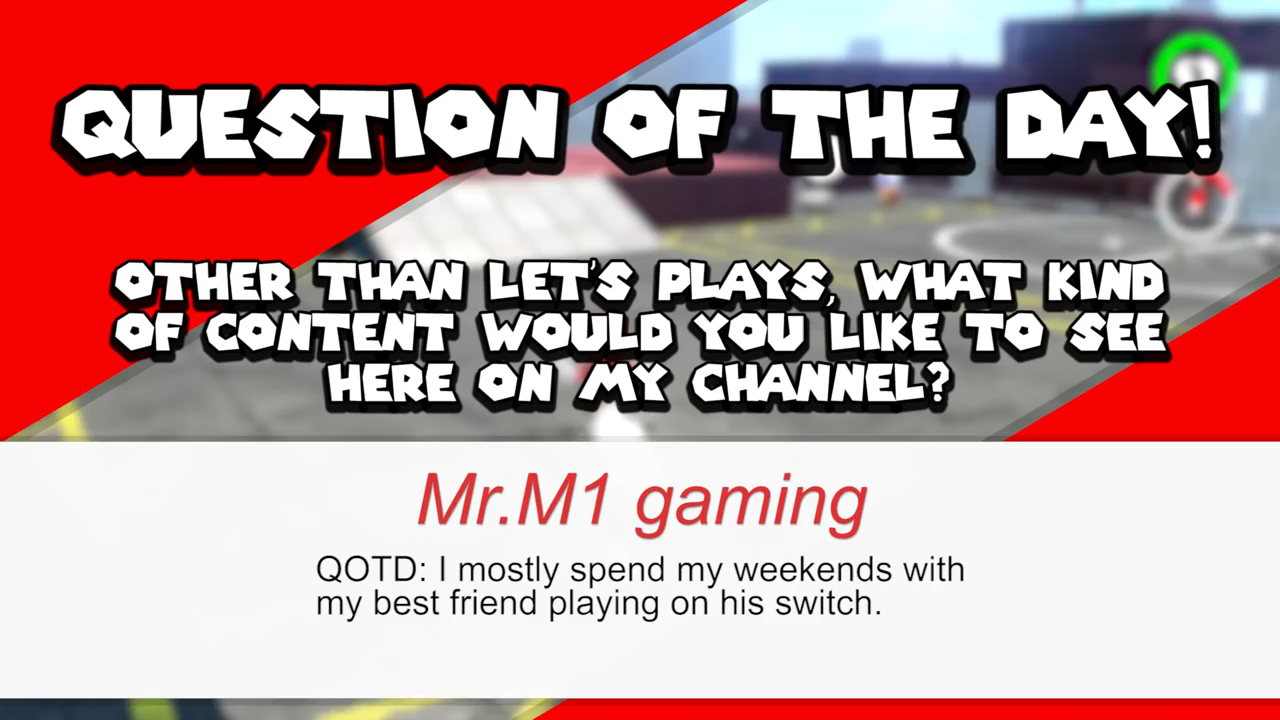 QUESTION OF THE DAY!
OTHER THAN LET'S PLAYS, WHAT KIND
OF CONTENT WOULD YOU LIKE TO SEE
HERE ON MY CHANNEL?
Mr.M1 gaming
QOTD: I mostly spend my weekends with
my best friend playing on his switch.